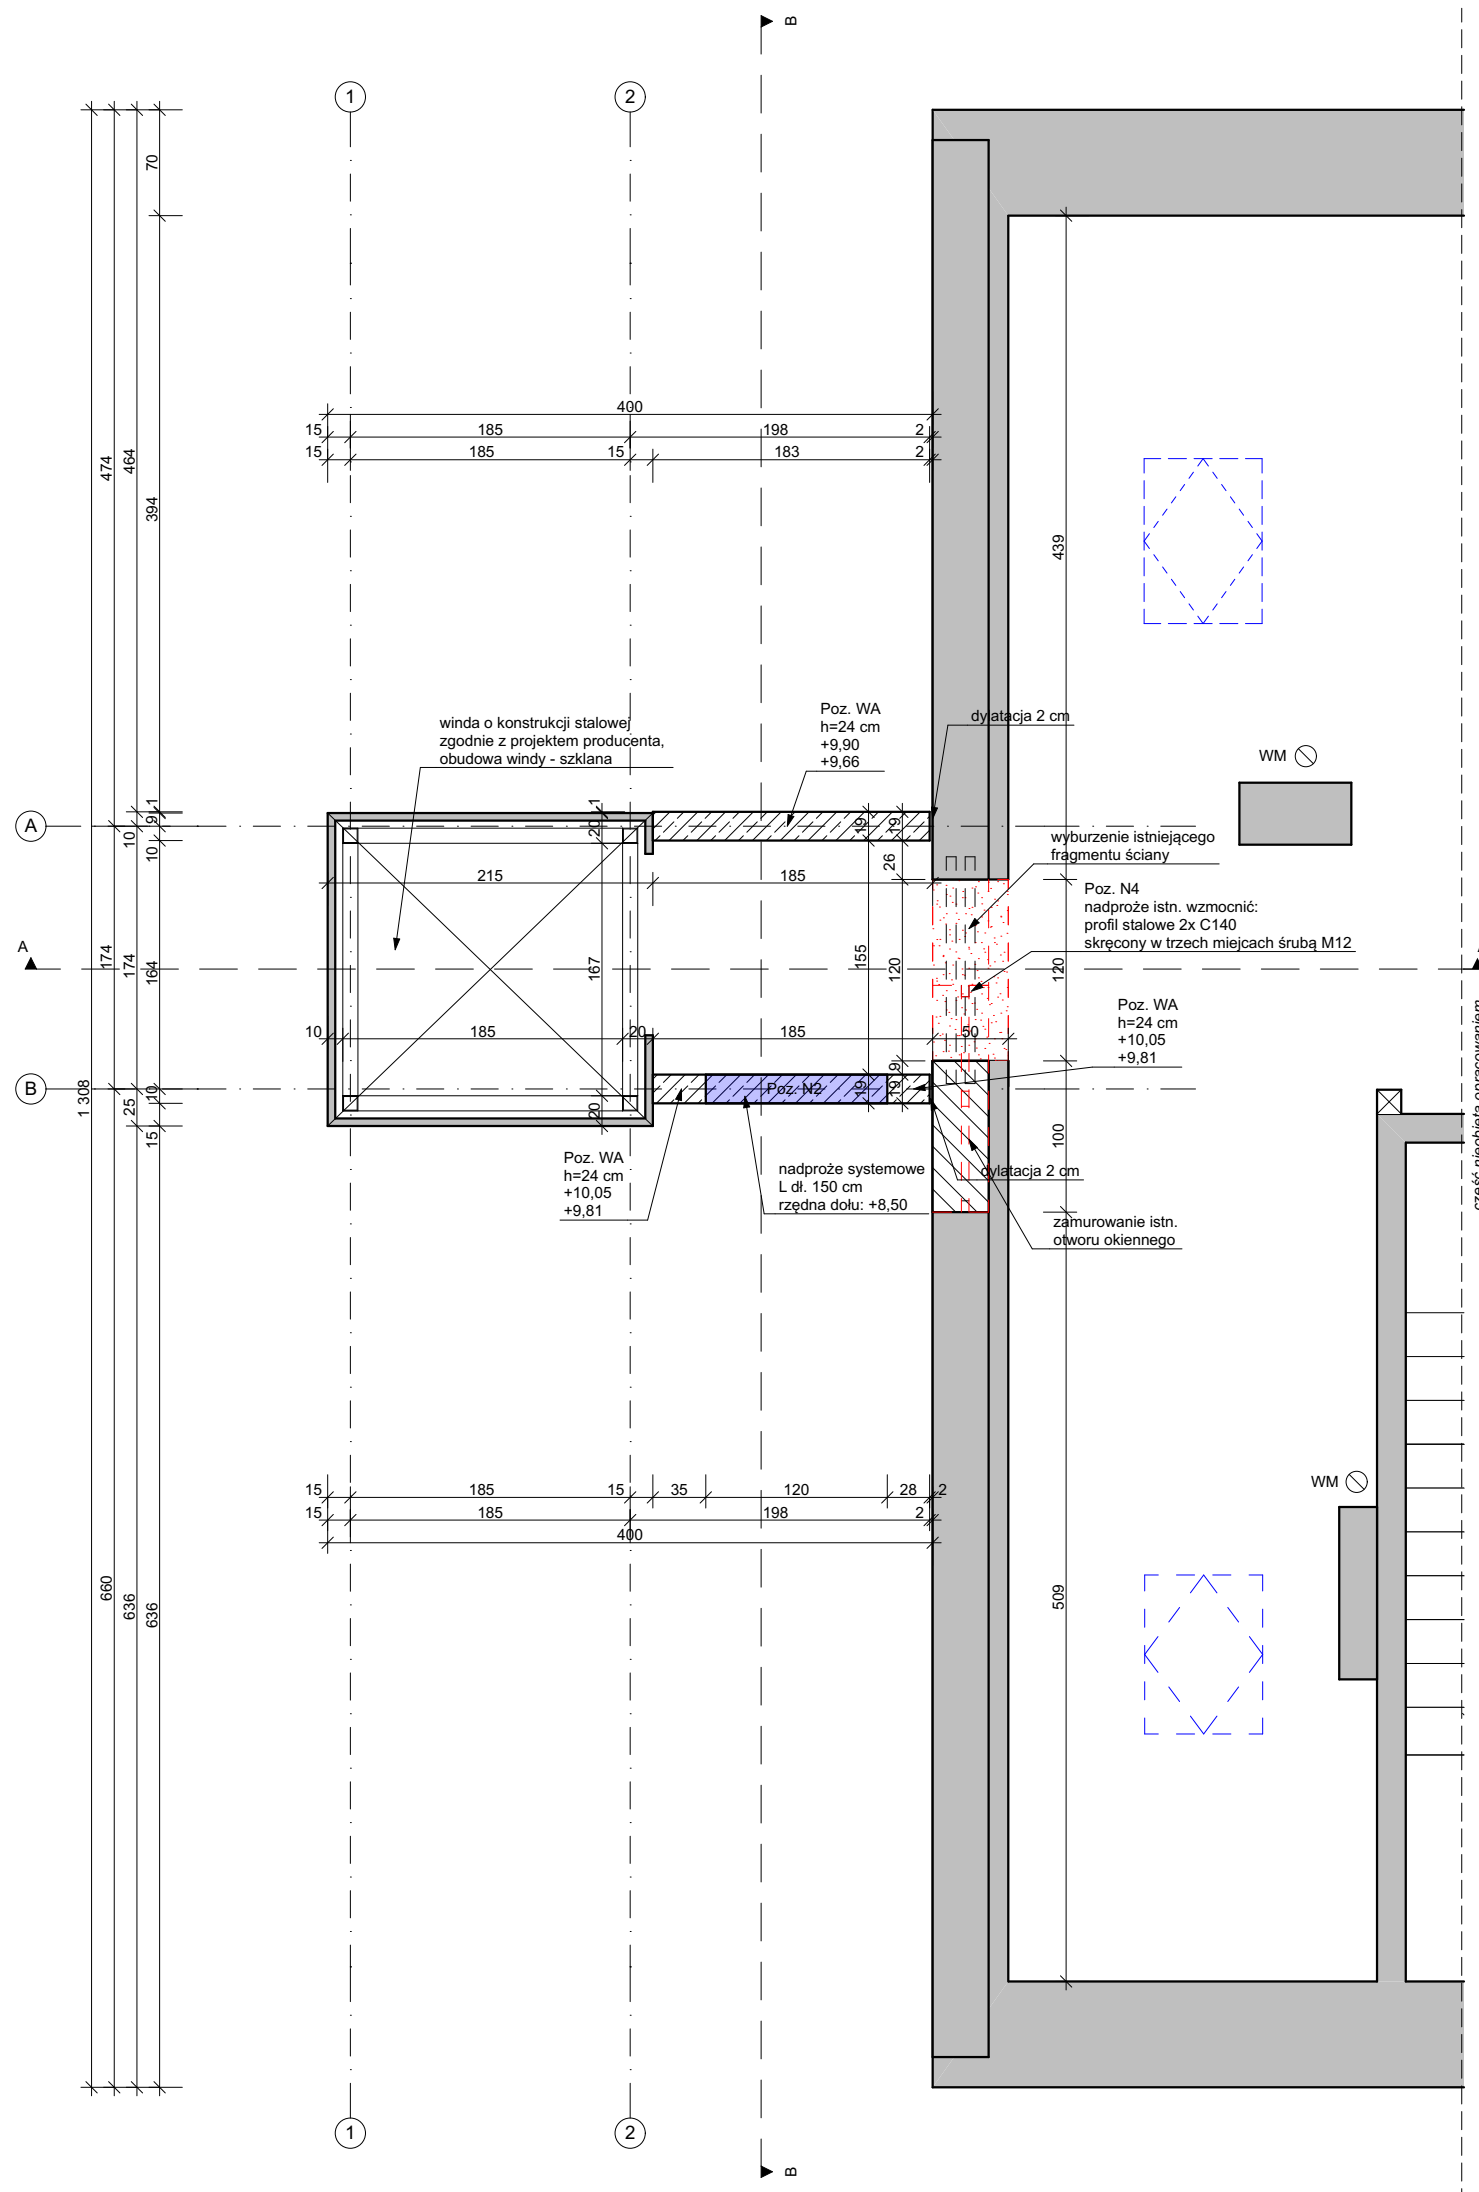 B
1
2
70
474
464
394
400
15
185
198
2
15
185
15
183
2
439
winda o konstrukcji stalowej
zgodnie z projektem producenta,
obudowa windy - szklana
Poz. WA
h=24 cm
+9,90
+9,66
dylatacja 2 cm
WM
A
1
9
10
10
1
20
19
19
26
wyburzenie istniejącego
fragmentu ściany
215
185
Poz. N4
nadproże istn. wzmocnić:
profil stalowe 2x C140
skręcony w trzech miejcach śrubą M12
A
174
174
164
167
155
120
120
Poz. WA
h=24 cm
+10,05
+9,81
10
185
20
185
50
część nieobjęta opracowaniem
B
1 308
25
10
15
20
Poz. N2
19
19
9
100
Poz. WA
h=24 cm
+10,05
+9,81
nadproże systemowe
L dł. 150 cm
rzędna dołu: +8,50
dylatacja 2 cm
zamurowanie istn.
otworu okiennego
15
185
15
35
120
28
2
15
185
198
2
400
WM
660
636
636
509
1
2
B